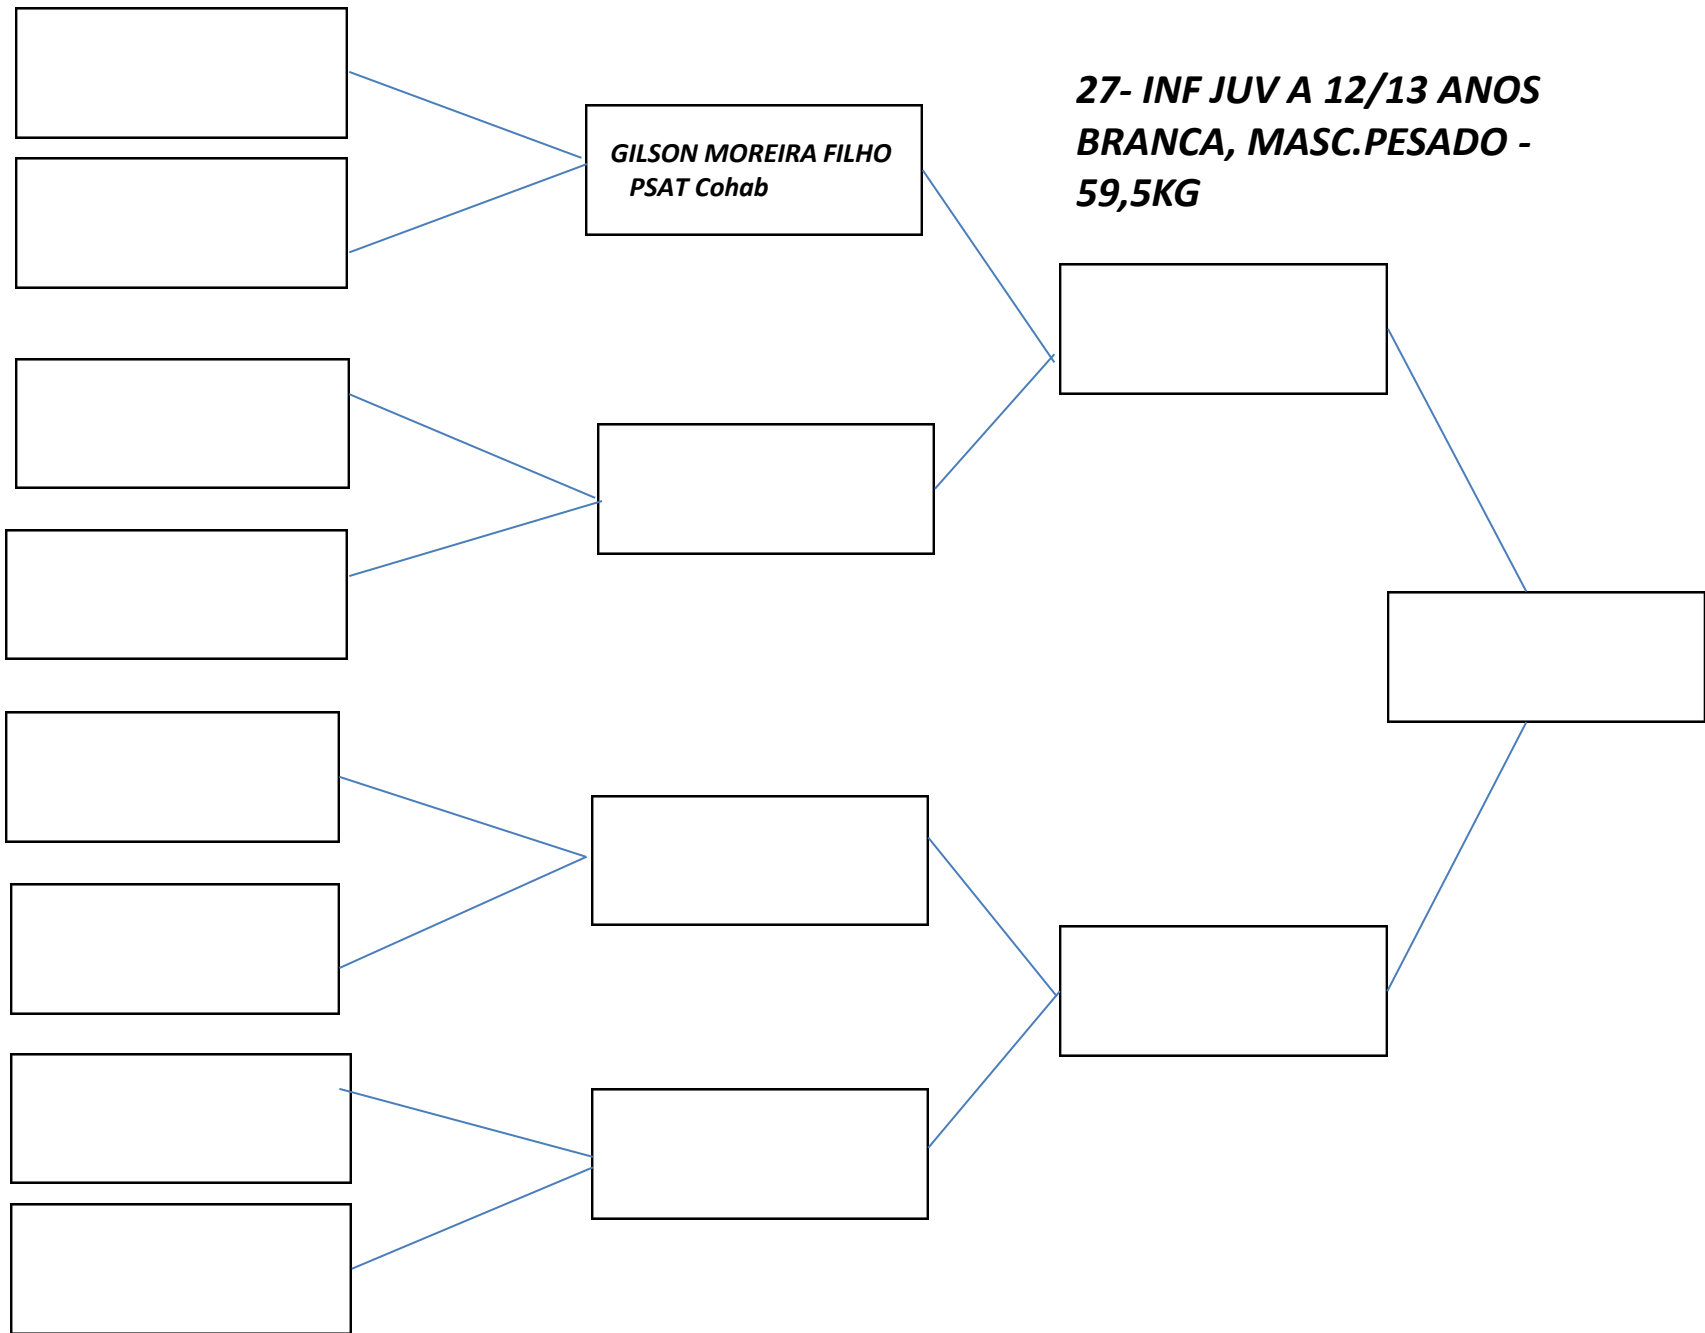 27- INF JUV A 12/13 ANOS
BRANCA, MASC.PESADO -
59,5KG
GILSON MOREIRA FILHO
PSAT Cohab